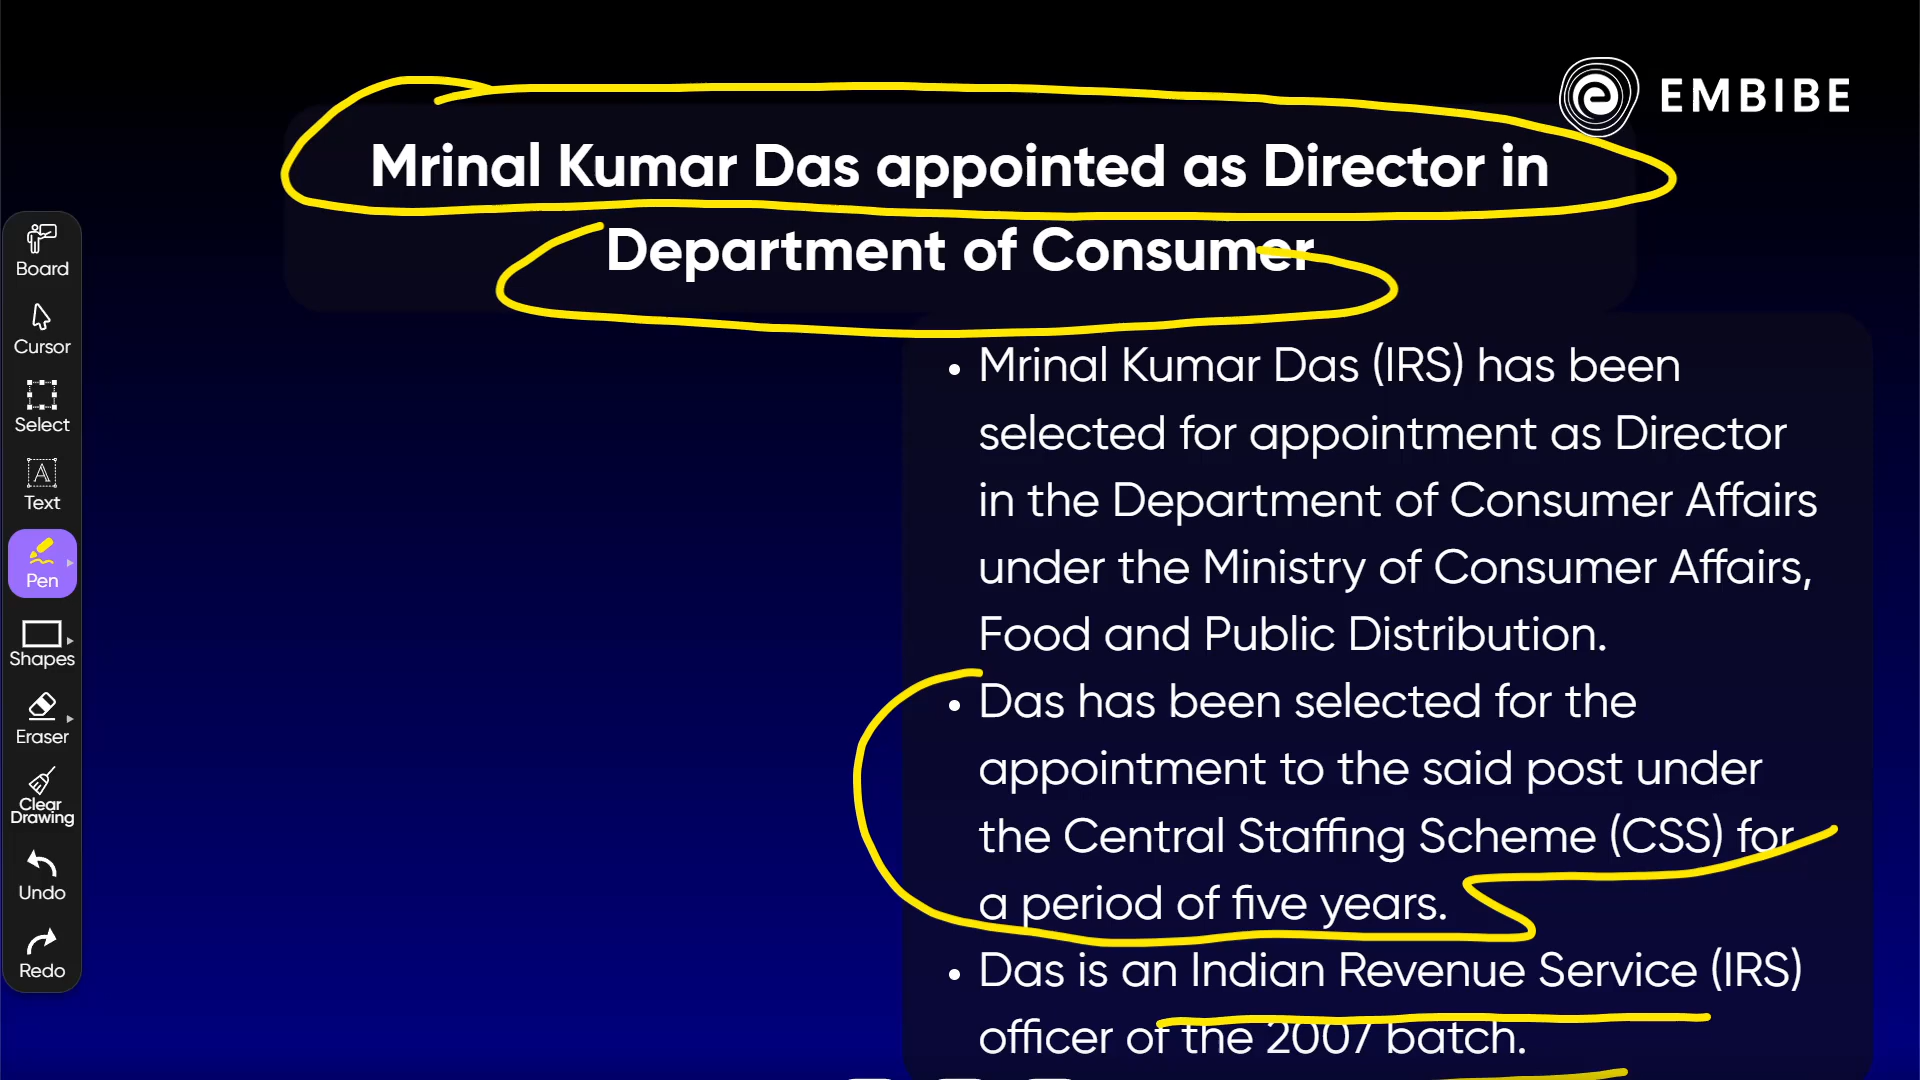 EMBIBE
Mrinal Kumar Das appointed as Director in
Department of Consumer
Board
Cursor
Select
Text
Pen
Shapes
Eraser
Clear
Drawing
Undo
Redo
• Mrinal Kumar Das (IRS) has been
selected for appointment as Director
in the Department of Consumer Affairs
under the Ministry of Consumer Affairs,
Food and Public Distribution.
• Das has been selected for the
appointment to the said post under
the Central Staffing Scheme (CSS) for
a period of five years.
• Das is an Indian Revenue Service (IRS)
officer of the 2007 batch.